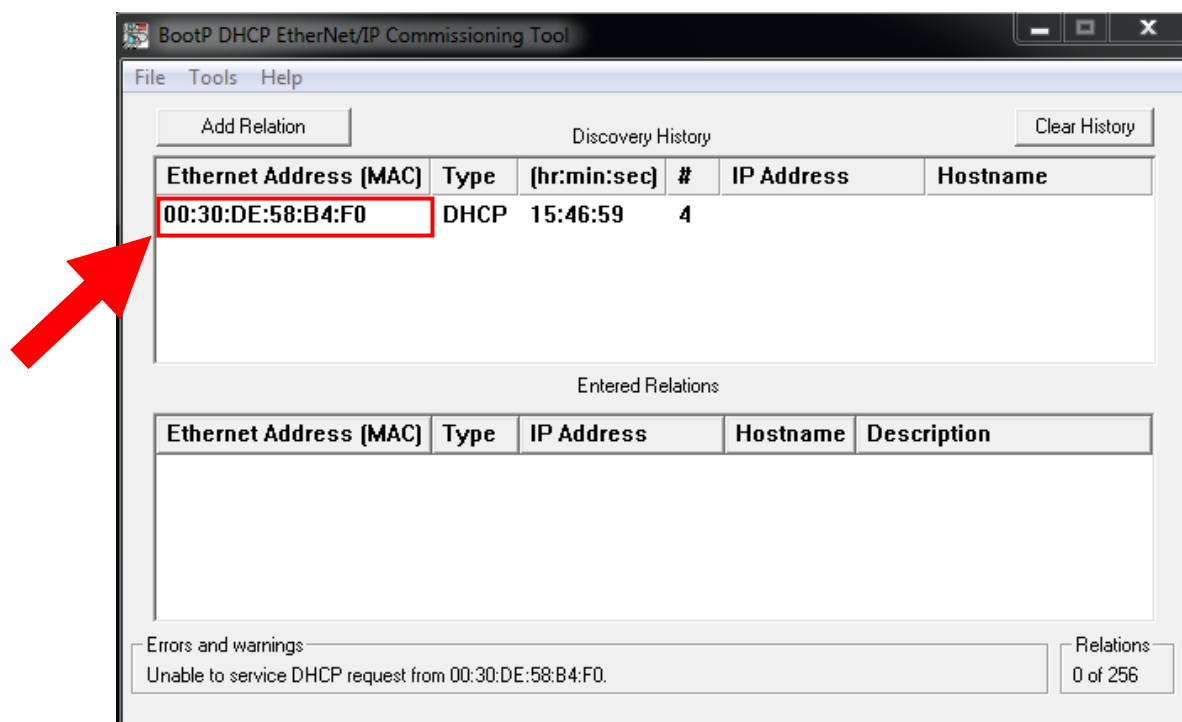 BootP DHCP EtherNet/IP Commissioning Tool
File Tools Help
Add Relation Discovery History Clear History
Ethernet Address (MAC) Type (hr:min:sec) # IP Address Hostname
00:30:DE:58:B4:F0 DHCP 15:46:59 4
Entered Relations
Ethernet Address (MAC) Type IP Address Hostname Description
Errors and warnings Relations
Unable to service DHCP request from 00:30:DE:58:B4:F0. 0 of 256